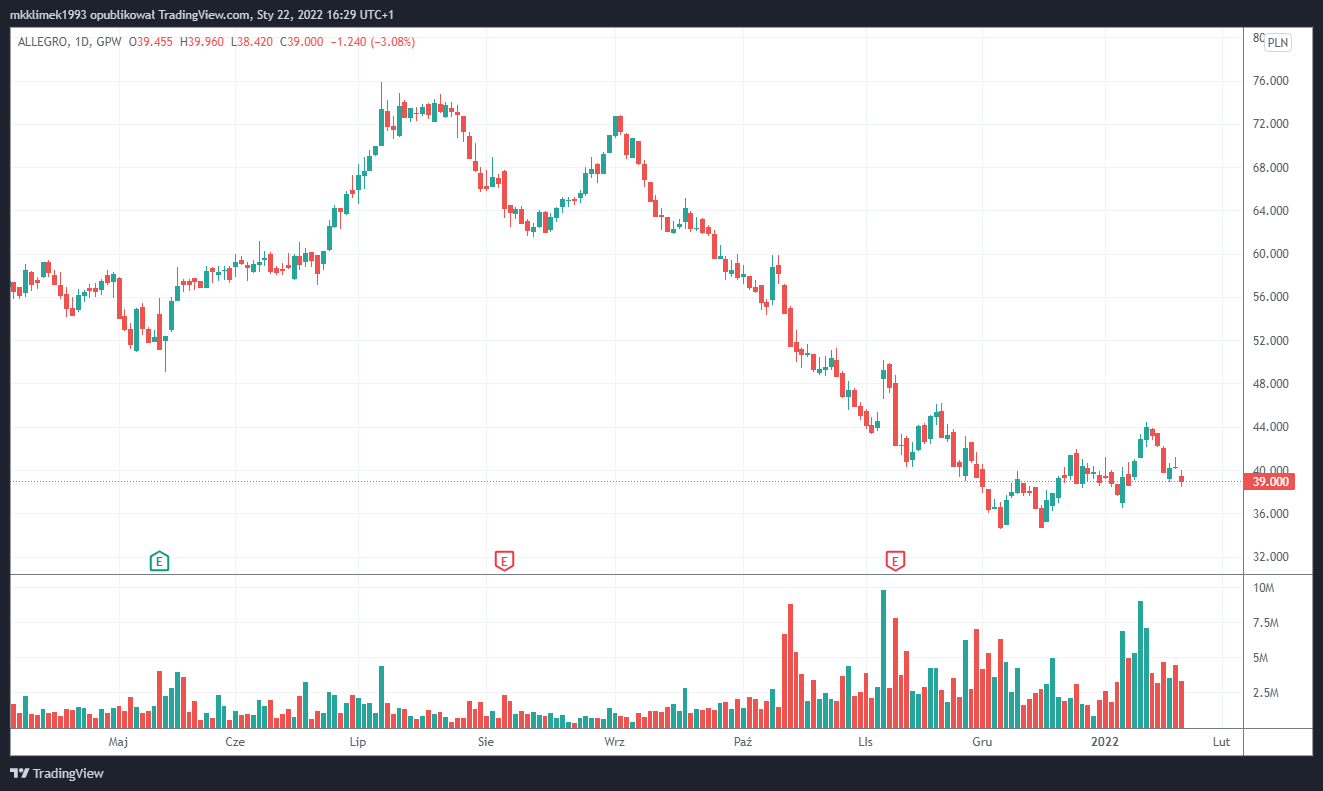 mkklimek1993 opublikował TradingView.com, Sty 22, 2022 16:29 UTC+1
ALLEGRO, 1D, GPW O39.455 H39.960 L38.420 C39.000 −1.240 (−3.08%)
80
PLN
76.000
72.000
68.000
64.000
60.000
56.000
52.000
48.000
44.000
40.000
39.000
36.000
32.000
E E E
10M
7.5M
5M
2.5M
Maj Cze Lip Sie Wrz Paź LIs Gru 2022 Lut
TradingView